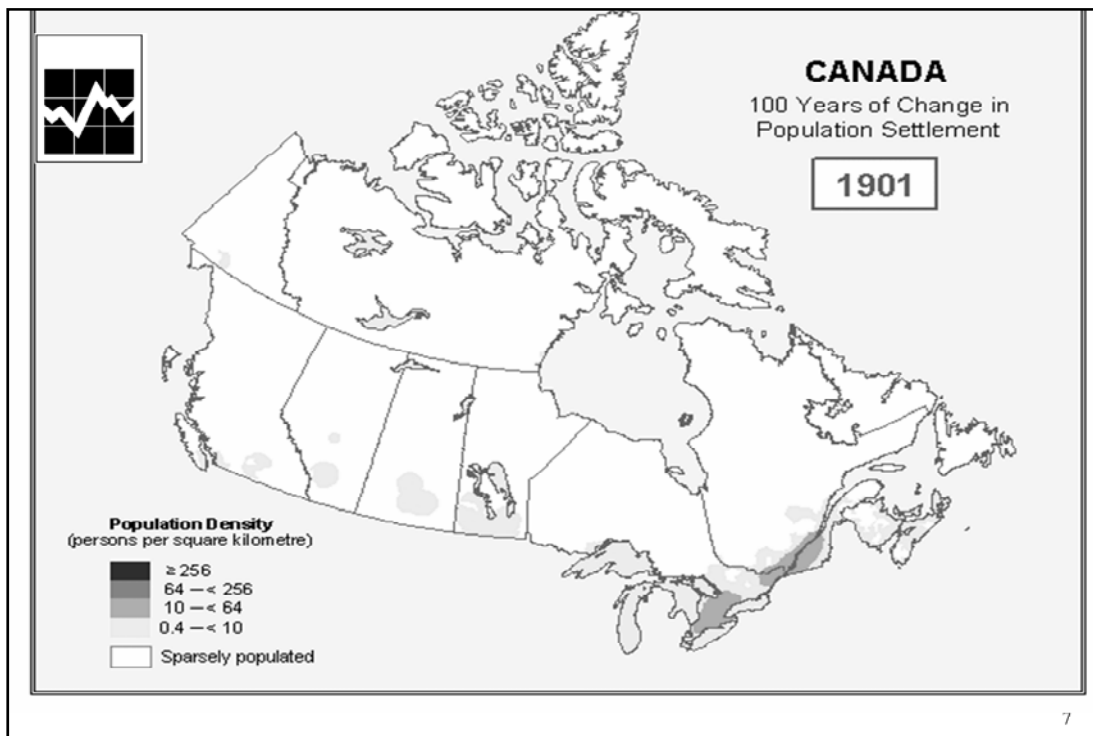 CANADA
100 Years of Change in
Population Settlement
1901
Population Density
(persons per square kilometre)
≥ 256
64 – < 256
10 – < 64
0.4 – < 10
Sparsely populated
7